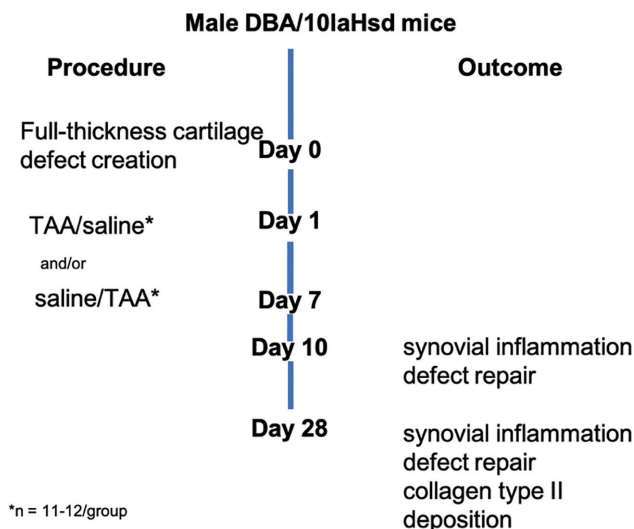 Male DBA/10laHsd mice
Procedure
Outcome
Full-thickness cartilage
defect creation
Day 0
TAA/saline*
Day 1
and/or
saline/TAA*
Day 7
Day 10
synovial inflammation
defect repair
Day 28
synovial inflammation
defect repair
collagen type II
deposition
*n = 11-12/group